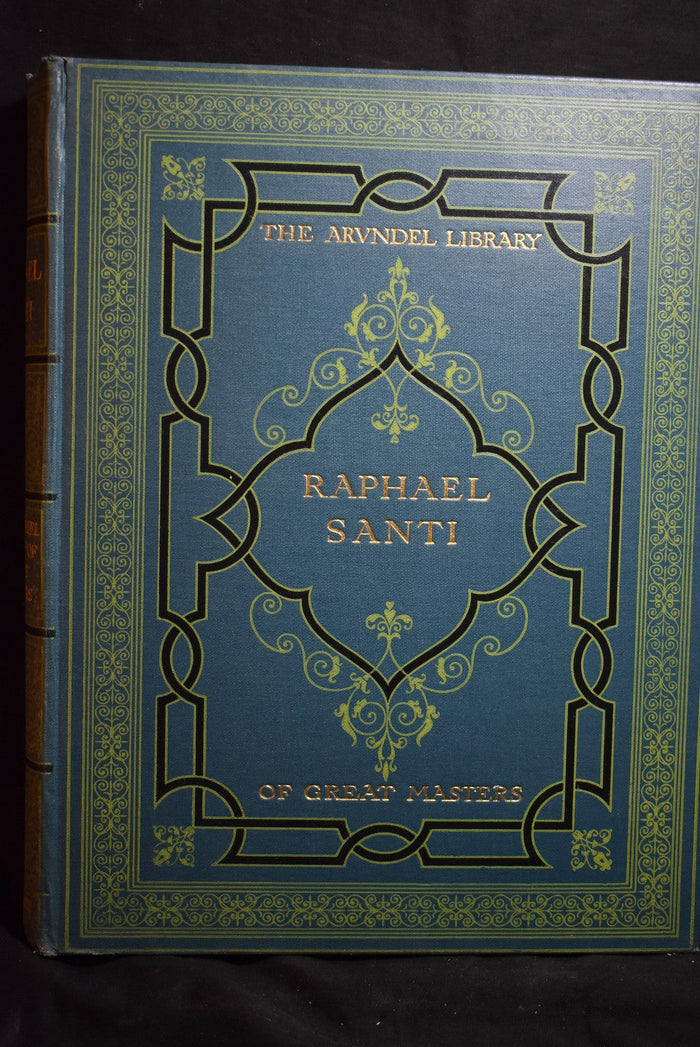 THE ARVNDEL LIBRARY
RAPHAEL
SANTI
OF GREAT MASTERS